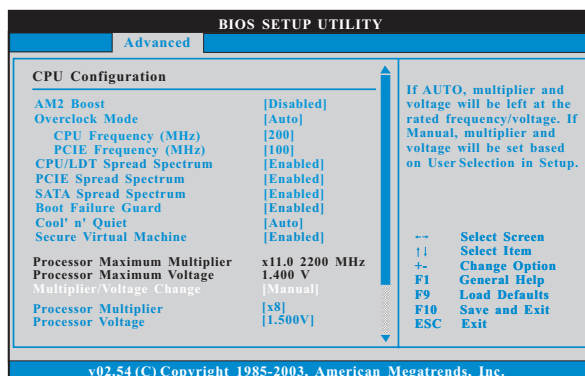 BIOS SETUP UTILITY
Advanced
CPU Configuration
AM2 Boost [Disabled]
Overclock Mode [Auto]
CPU Frequency (MHz) [200]
PCIE Frequency (MHz) [100]
CPU/LDT Spread Spectrum [Enabled]
PCIE Spread Spectrum [Enabled]
SATA Spread Spectrum [Enabled]
Boot Failure Guard [Enabled]
Cool' n' Quiet [Auto]
Secure Virtual Machine [Enabled]
Processor Maximum Multiplier x11.0 2200 MHz
Processor Maximum Voltage 1.400 V
Multiplier/Voltage Change [Manual]
Processor Multiplier [x8]
Processor Voltage [1.500V]
If AUTO, multiplier and
voltage will be left at the
rated frequency/voltage. If
Manual, multiplier and
voltage will be set based
on User Selection in Setup.
←→ Select Screen
↑↓ Select Item
+- Change Option
F1 General Help
F9 Load Defaults
F10 Save and Exit
ESC Exit
v02.54 (C) Copyright 1985-2003, American Megatrends, Inc.